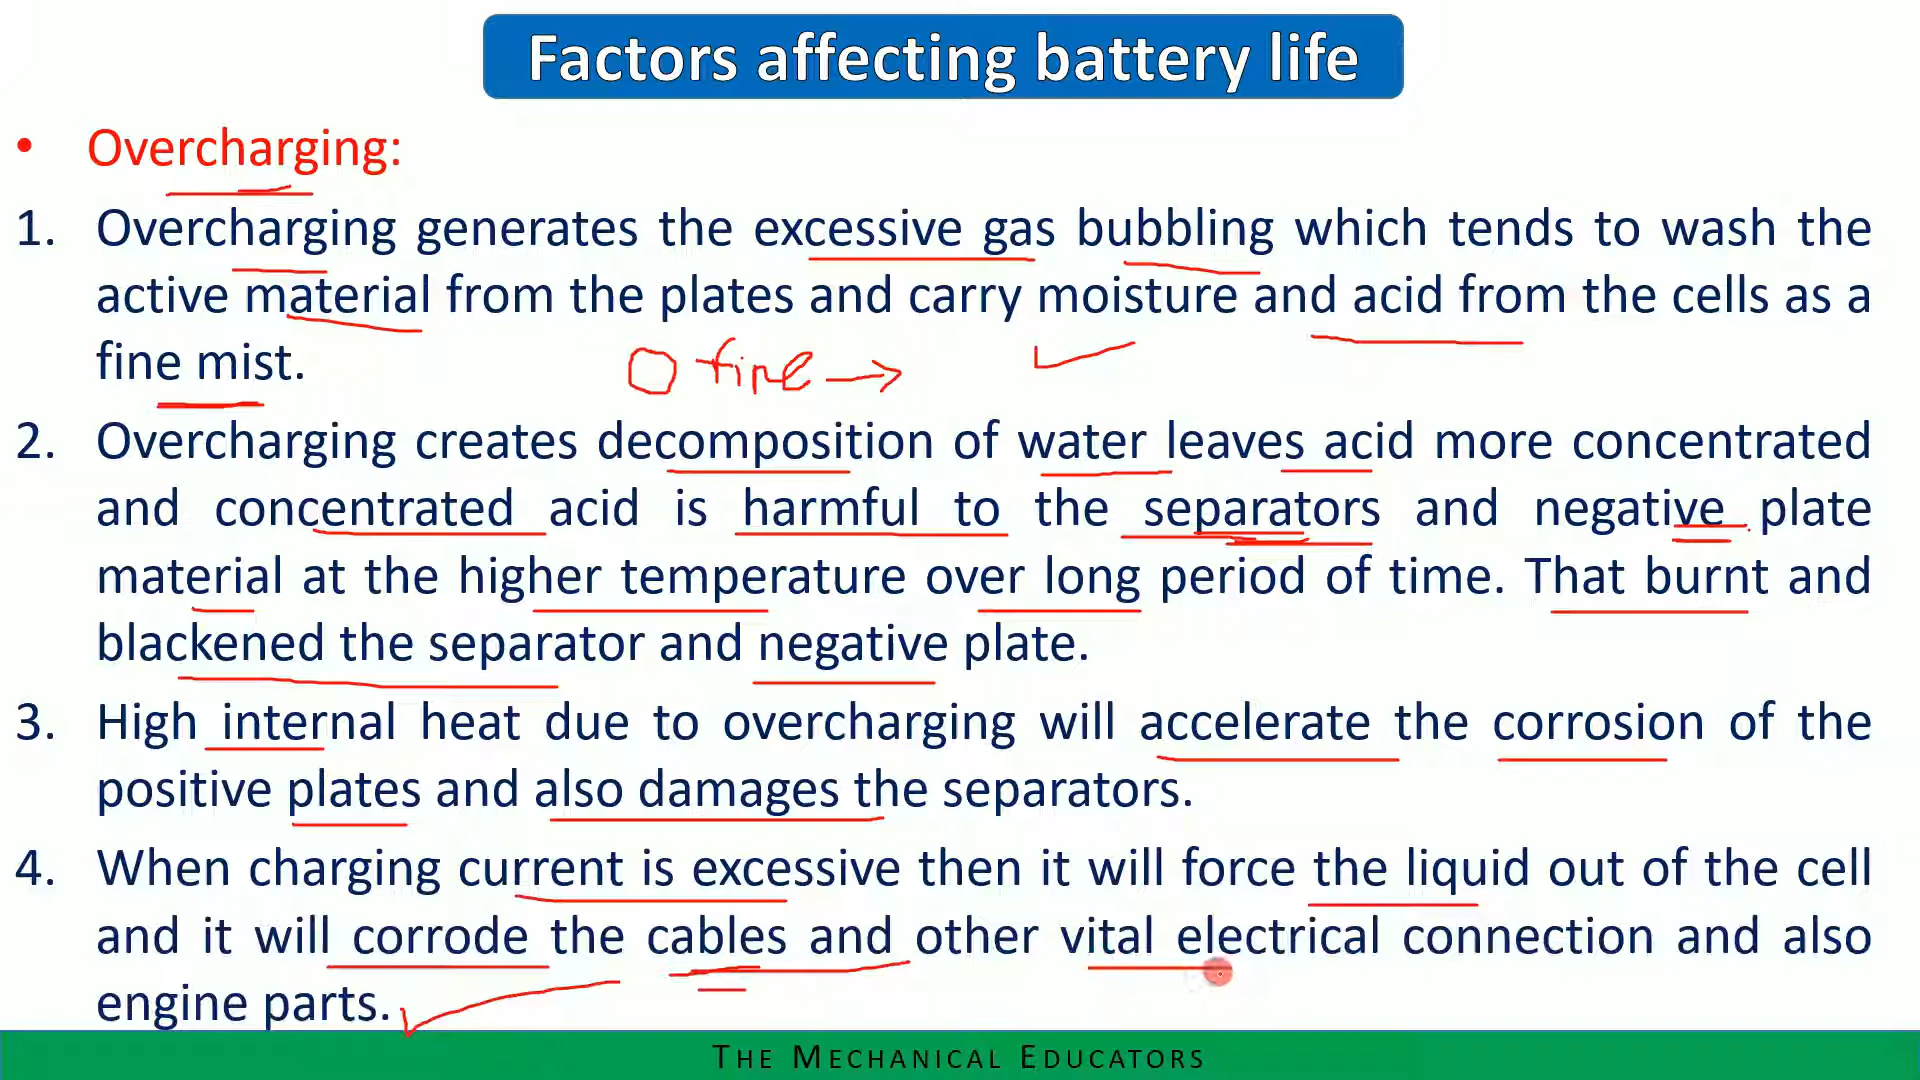 Factors affecting battery life
• Overcharging:
1. Overcharging generates the excessive gas bubbling which tends to wash the
active material from the plates and carry moisture and acid from the cells as a
fine mist.
O fine →
2. Overcharging creates decomposition of water leaves acid more concentrated
and concentrated acid is harmful to the separators and negative plate
material at the higher temperature over long period of time. That burnt and
blackened the separator and negative plate.
3. High internal heat due to overcharging will accelerate the corrosion of the
positive plates and also damages the separators.
4. When charging current is excessive then it will force the liquid out of the cell
and it will corrode the cables and other vital electrical connection and also
engine parts.
THE MECHANICAL EDUCATORS